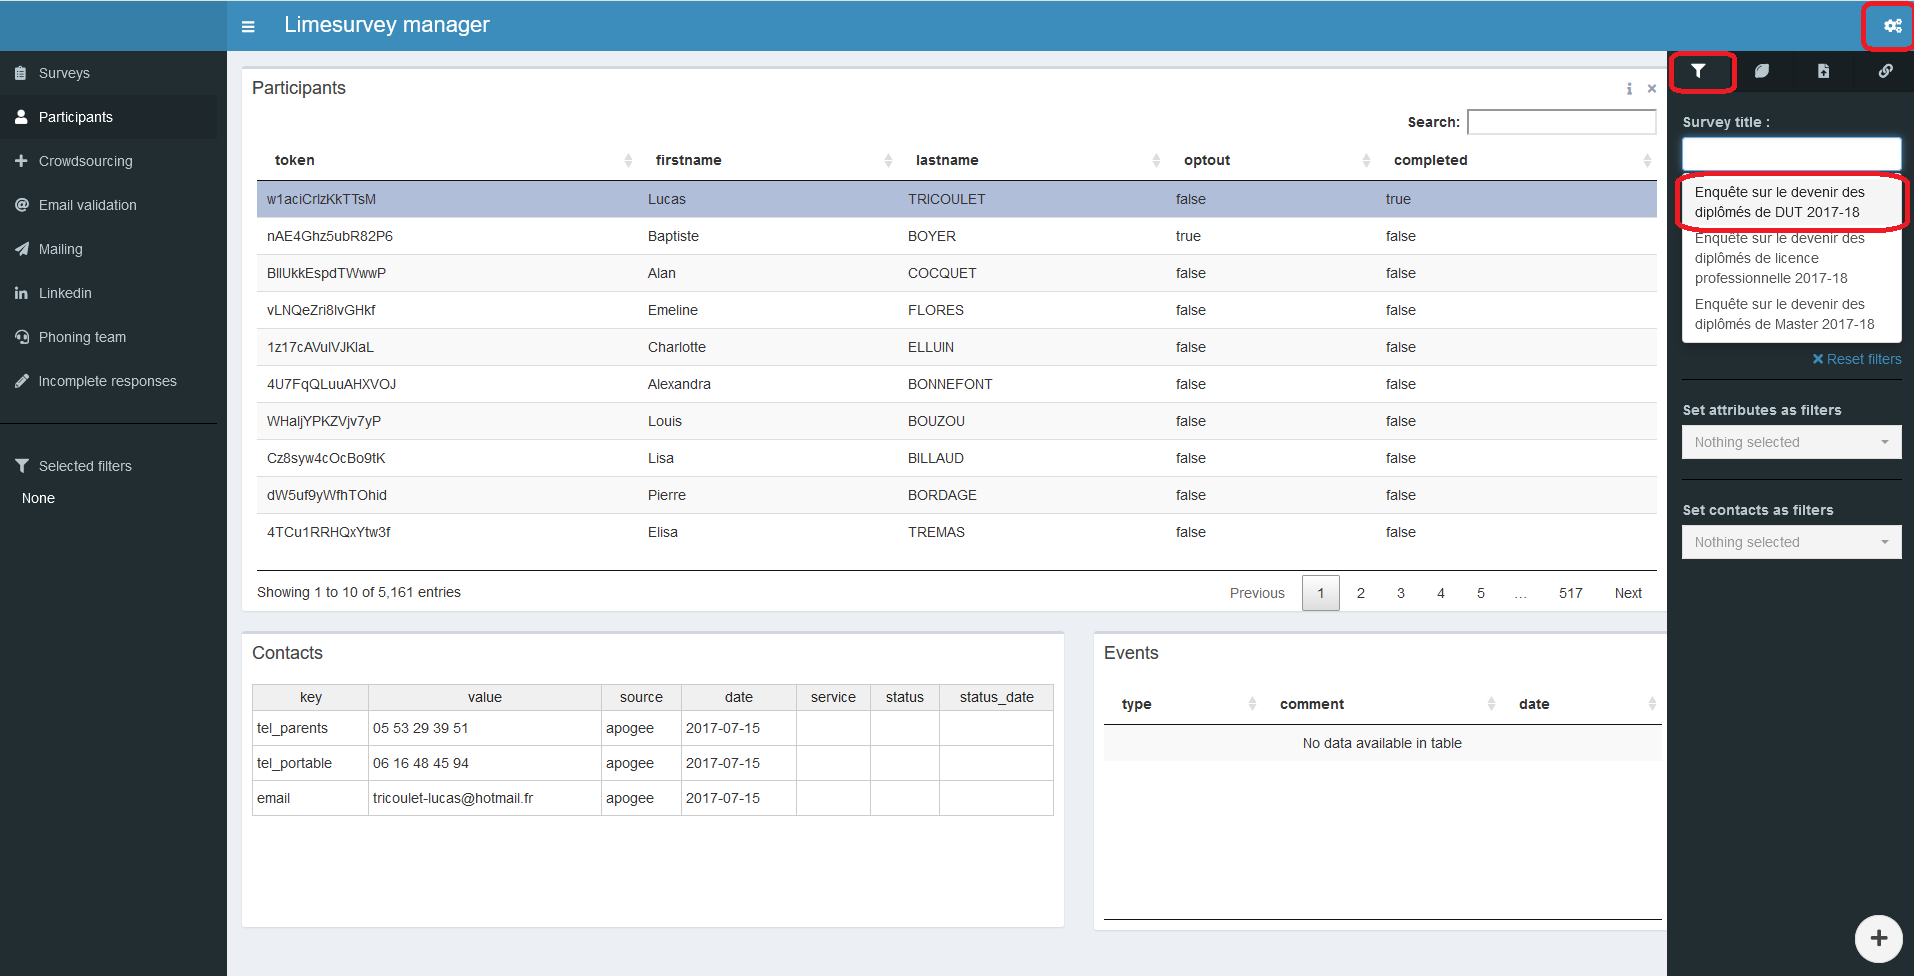 Limesurvey manager
Surveys
Participants
Crowdsourcing
Email validation
Mailing
Linkedin
Phoning team
Incomplete responses
Selected filters
None
Participants
Search:
token firstname lastname optout completed
w1aciCrlzKkTTsM Lucas TRICOULET false true
nAE4Ghz5ubR82P6 Baptiste BOYER true false
BllUkkEspdTWwwP Alan COCQUET false false
vLNQeZri8lvGHkf Emeline FLORES false false
1z17cAVulVJKlaL Charlotte ELLUIN false false
4U7FqQLuuAHXVOJ Alexandra BONNEFONT false false
WHaljYPKZVjv7yP Louis BOUZOU false false
Cz8syw4cOcBo9tK Lisa BILLAUD false false
dW5uf9yWfhTOhid Pierre BORDAGE false false
4TCu1RRHQxYtw3f Elisa TREMAS false false
Showing 1 to 10 of 5,161 entries
Previous 1 2 3 4 5 … 517 Next
Contacts
key value source date service status status_date
tel_parents 05 53 29 39 51 apogee 2017-07-15
tel_portable 06 16 48 45 94 apogee 2017-07-15
email tricoulet-lucas@hotmail.fr apogee 2017-07-15
Events
type comment date
No data available in table
Survey title :
Enquête sur le devenir des
diplômés de DUT 2017-18
Enquête sur le devenir des
diplômés de licence
professionnelle 2017-18
Enquête sur le devenir des
diplômés de Master 2017-18
Reset filters
Set attributes as filters
Nothing selected
Set contacts as filters
Nothing selected